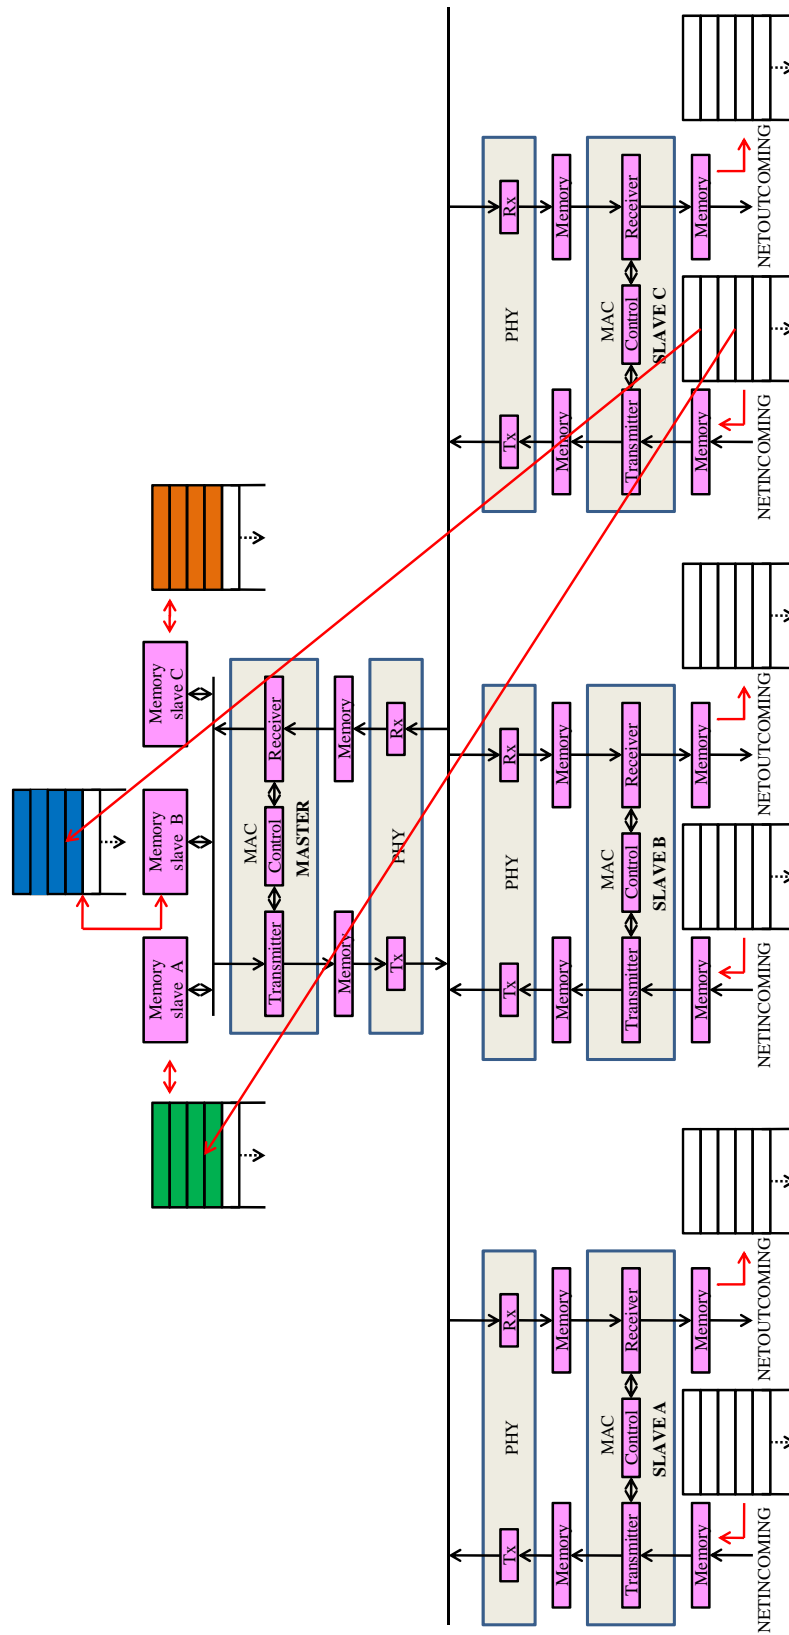 Memory
slave A
Memory
slave B
Memory
slave C
MAC
Transmitter
Control
Receiver
MASTER
Memory
Memory
Tx
PHY
Rx
Tx
PHY
Rx
Memory
Memory
MAC
Transmitter
Control
Receiver
SLAVE A
Memory
Memory
NETINCOMING
NETOUTCOMING
Tx
PHY
Rx
Memory
Memory
MAC
Transmitter
Control
Receiver
SLAVE B
Memory
Memory
NETINCOMING
NETOUTCOMING
Tx
PHY
Rx
Memory
Memory
MAC
Transmitter
Control
Receiver
SLAVE C
Memory
Memory
NETINCOMING
NETOUTCOMING